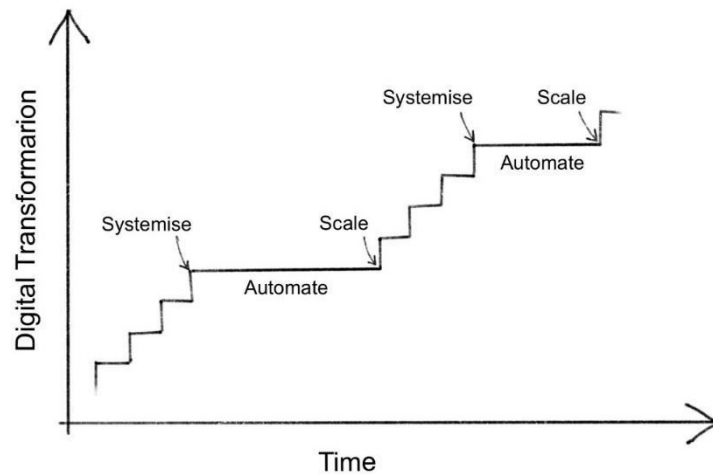 Systemise
Scale
Automate
Systemise
Scale
Automate
Digital Transformarion
Time